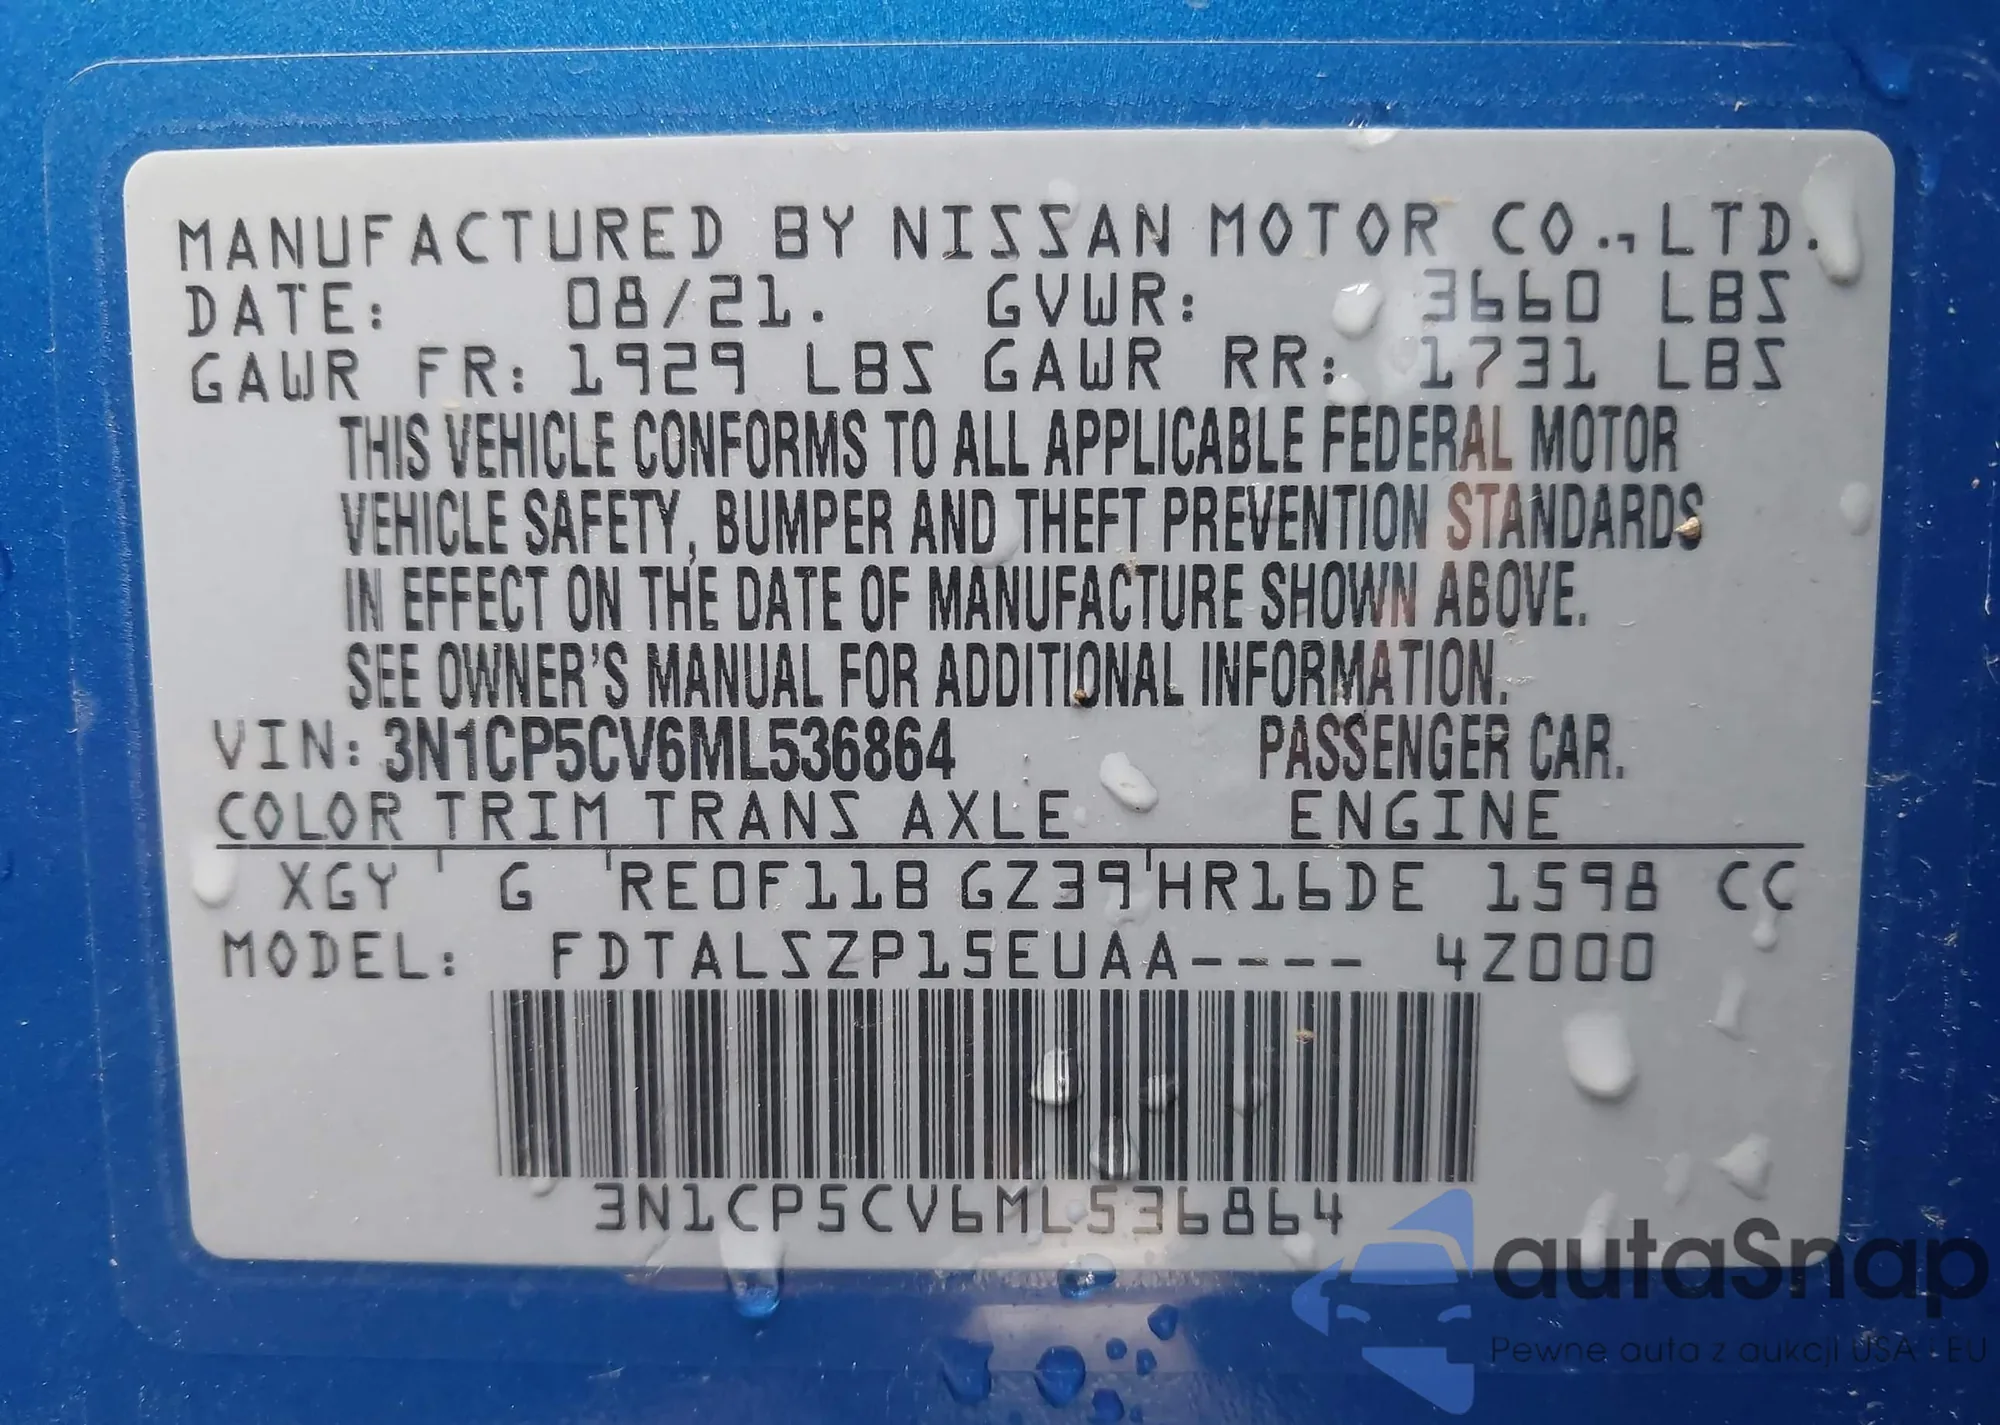 MANUFACTURED BY NISSAN MOTOR CO.,LTD.
DATE: 08/21. GVWR: 3660 LBS
GAWR FR: 1929 LBS GAWR RR: 1731 LBS
THIS VEHICLE CONFORMS TO ALL APPLICABLE FEDERAL MOTOR
VEHICLE SAFETY, BUMPER AND THEFT PREVENTION STANDARDS
IN EFFECT ON THE DATE OF MANUFACTURE SHOWN ABOVE.
SEE OWNER'S MANUAL FOR ADDITIONAL INFORMATION.
VIN: 3N1CP5CV6ML536864 PASSENGER CAR.
COLOR TRIM TRANS AXLE ENGINE
XGY G RE0F11B GZ39 HR16DE 1598 CC
MODEL: FDTALSZP15EUAA---- 4Z000
3N1CP5CV6ML536864
autaSnap
Pewne auta z aukcji USA - EU